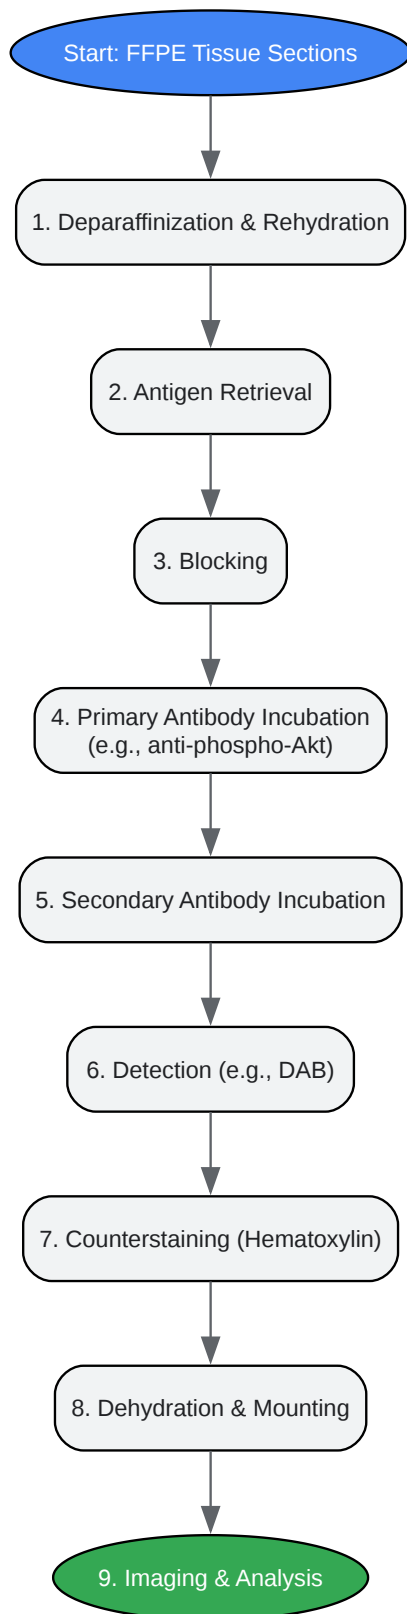 Start: FFPE Tissue Sections
1. Deparaffinization & Rehydration
2. Antigen Retrieval
3. Blocking
4. Primary Antibody Incubation
(e.g., anti-phospho-Akt)
5. Secondary Antibody Incubation
6. Detection (e.g., DAB)
7. Counterstaining (Hematoxylin)
8. Dehydration & Mounting
9. Imaging & Analysis